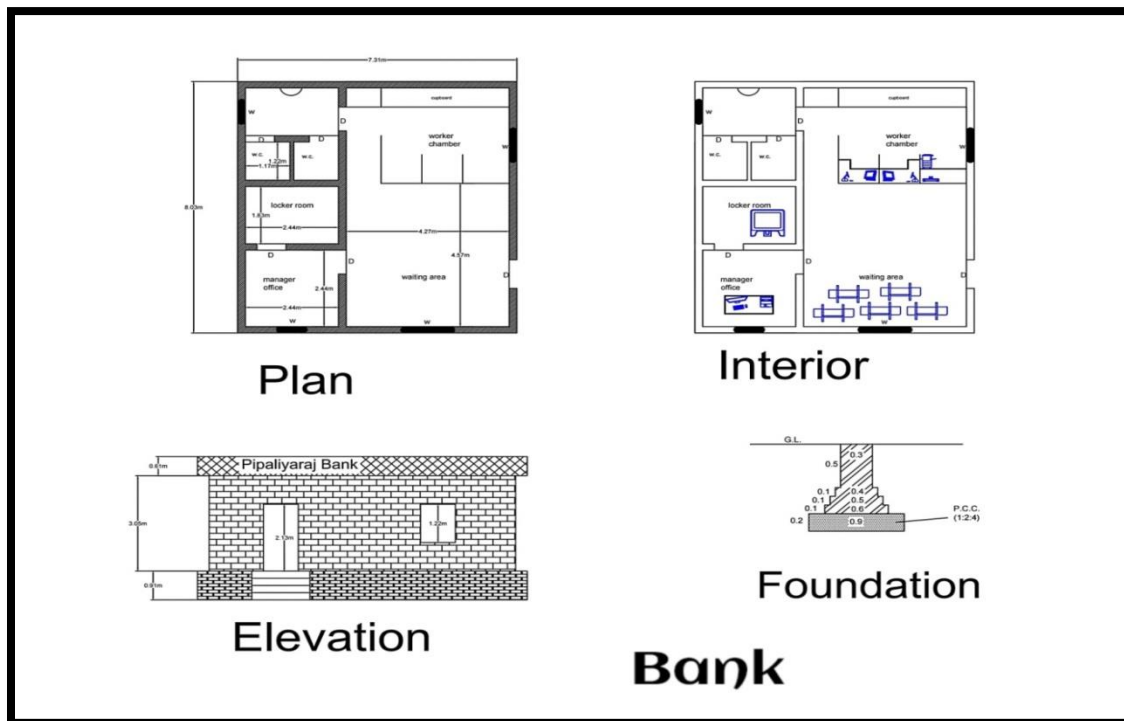 7.31m
W
cupboard
D
worker
chamber
W
D
D
w.c.
1.22m
1.17m
w.c.
8.03m
locker room
1.83m
2.44m
4.27m
4.57m
D
D
manager
office
2.44m
waiting area
D
2.44m
W
W
Plan
cupboard
W
D
worker
chamber
W
D
D
w.c.
w.c.
locker room
D
D
manager
office
waiting area
D
W
Interior
0.61m
Pipaliyaraj Bank
3.05m
2.13m
1.22m
0.91m
Elevation
G.L.
0.3
0.5
0.1
0.4
0.1
0.5
0.1
0.6
0.2
0.9
P.C.C.
(1:2:4)
Foundation
Bank